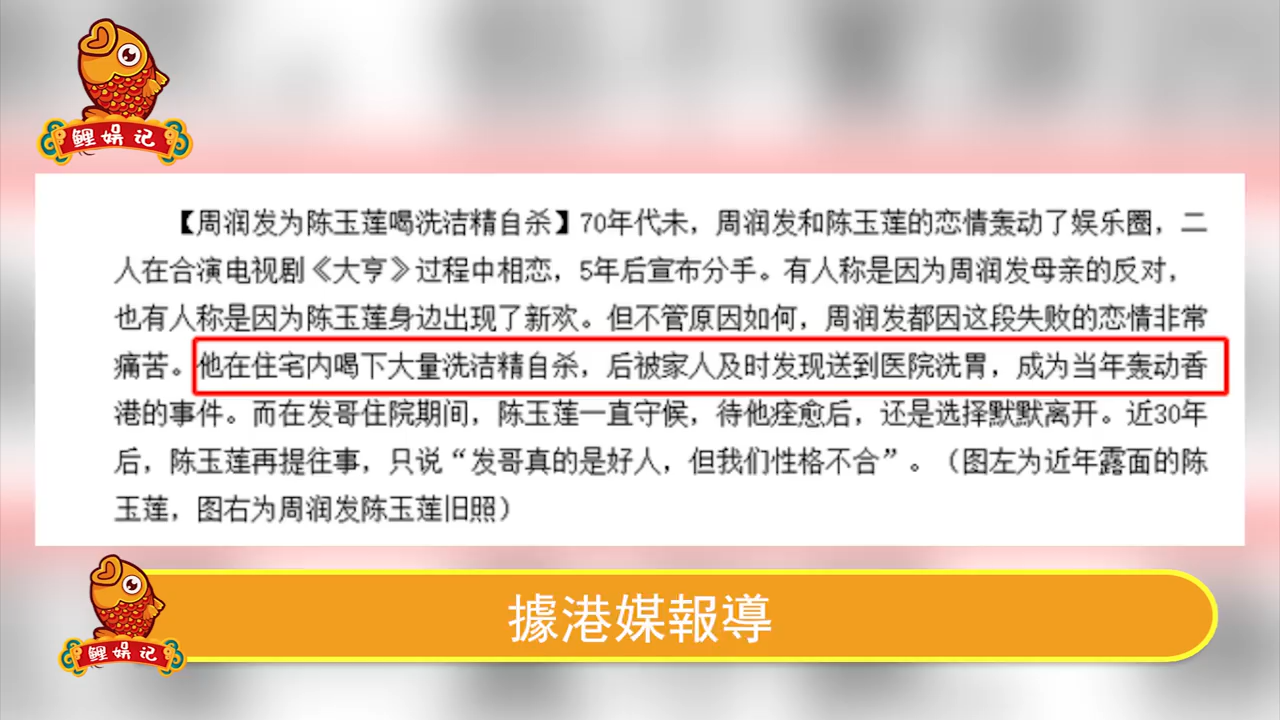 鲤娱记
【周润发为陈玉莲喝洗洁精自杀】70年代未，周润发和陈玉莲的恋情轰动了娱乐圈，二
人在合演电视剧《大亨》过程中相恋，5年后宣布分手。有人称是因为周润发母亲的反对，
也有人称是因为陈玉莲身边出现了新欢。但不管原因如何，周润发都因这段失败的恋情非常
痛苦。他在住宅内喝下大量洗洁精自杀，后被家人及时发现送到医院洗胃，成为当年轰动香
港的事件。而在发哥住院期间，陈玉莲一直守候，待他痊愈后，还是选择默默离开。近30年
后，陈玉莲再提往事，只说“发哥真的是好人，但我们性格不合”。（图左为近年露面的陈
玉莲，图右为周润发陈玉莲旧照）
據港媒報導
鲤娱记